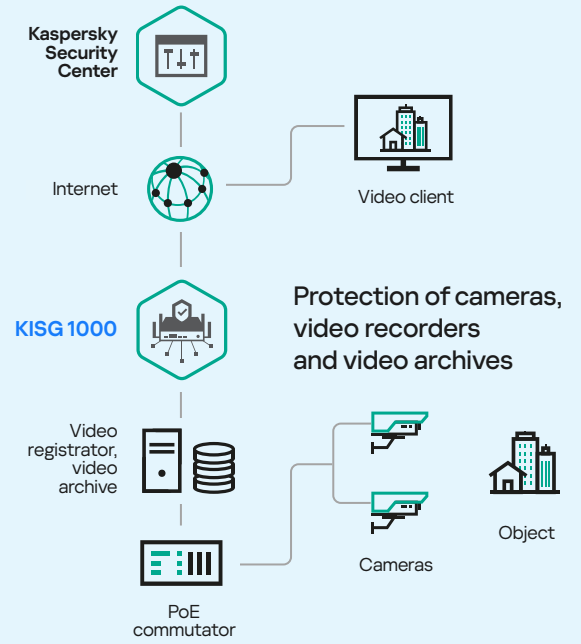 Kaspersky
Security
Center
Internet
Video client
KISG 1000
Protection of cameras,
video recorders
and video archives
Video
registrator,
video
archive
Object
Cameras
PoE
commutator